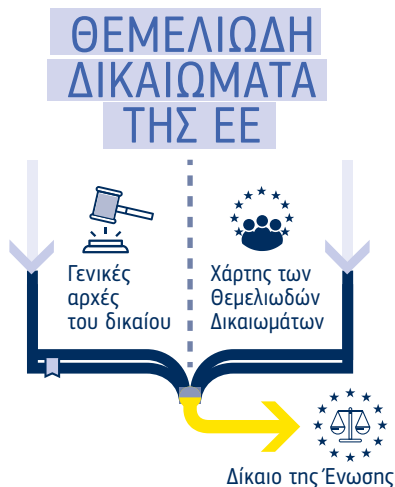 ΘΕΜΕΛΙΩΔΗ
ΔΙΚΑΙΩΜΑΤΑ
ΤΗΣ ΕΕ
Γενικές
αρχές
του δικαίου
Χάρτης των
Θεμελιωδών
Δικαιωμάτων
Δίκαιο της Ένωσης